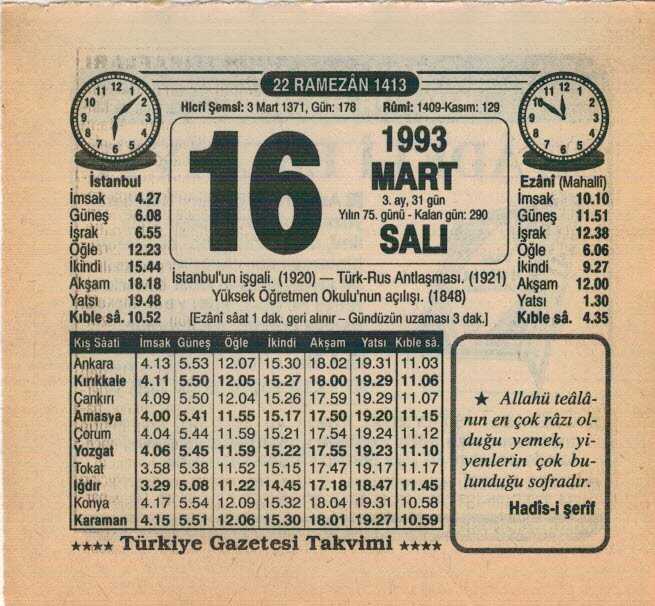 22 RAMEZÂN 1413
Hicrî Şemsî: 3 Mart 1371, Gün: 178 Rûmî: 1409-Kasım: 129
16
1993
MART
3. ay, 31 gün
Yılın 75. günü - Kalan gün: 290
SALI
İstanbul
İmsak 4.27
Güneş 6.08
İşrak 6.55
Öğle 12.23
İkindi 15.44
Akşam 18.18
Yatsı 19.48
Kıble sâ. 10.52
Ezânî (Mahallî)
İmsak 10.10
Güneş 11.51
İşrak 12.38
Öğle 6.06
İkindi 9.27
Akşam 12.00
Yatsı 1.30
Kıble sâ. 4.35
İstanbul'un işgali. (1920) — Türk-Rus Antlaşması. (1921)
Yüksek Öğretmen Okulu'nun açılışı. (1848)
[Ezânî sâat 1 dak. geri alınır – Gündüzün uzaması 3 dak.]
Kış Sâati İmsak Güneş Öğle İkindi Akşam Yatsı Kıble sâ.
Ankara 4.13 5.53 12.07 15.30 18.02 19.31 11.03
Kırıkkale 4.11 5.50 12.05 15.27 18.00 19.29 11.06
Çankırı 4.09 5.50 12.04 15.26 17.59 19.29 11.07
Amasya 4.00 5.41 11.55 15.17 17.50 19.20 11.15
Çorum 4.04 5.44 11.59 15.21 17.54 19.24 11.12
Yozgat 4.06 5.45 11.59 15.22 17.55 19.23 11.10
Tokat 3.58 5.38 11.52 15.15 17.47 19.17 11.17
Iğdır 3.29 5.08 11.22 14.45 17.18 18.47 11.45
Konya 4.17 5.54 12.09 15.32 18.04 19.31 10.58
Karaman 4.15 5.51 12.06 15.30 18.01 19.27 10.59
★ Allahü teâlâ-
nın en çok râzı ol-
duğu yemek, yi-
yenlerin çok bu-
lunduğu sofradır.
Hadîs-i şerîf
★★★★ Türkiye Gazetesi Takvimi ★★★★